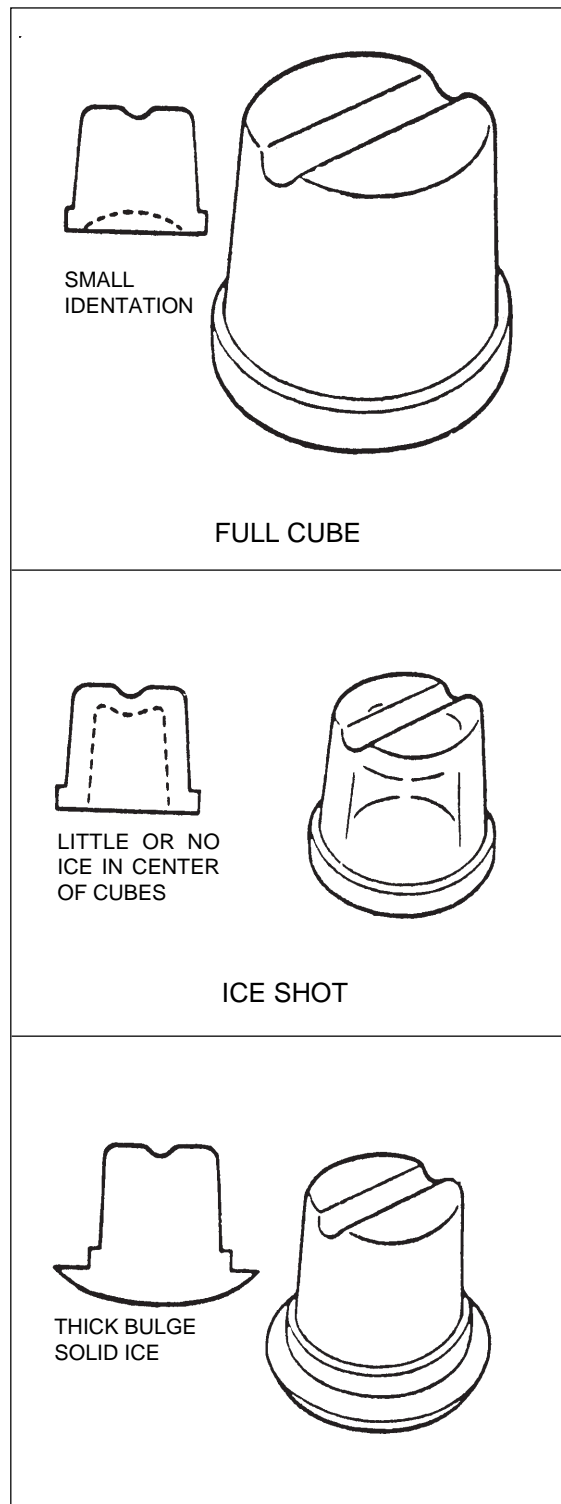 SMALL
IDENTATION
FULL CUBE
LITTLE OR NO
ICE IN CENTER
OF CUBES
ICE SHOT
THICK BULGE
SOLID ICE